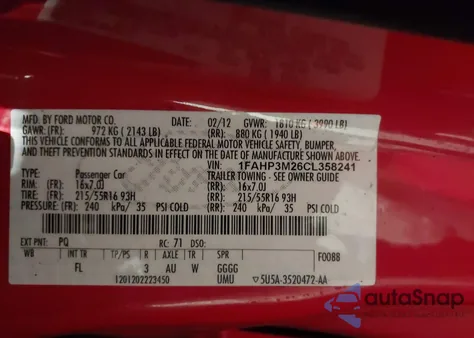 MFD. BY FORD MOTOR CO.
DATE: 02/12 GVWR: 1810 KG ( 3990 LB)
GAWR: (FR): 972 KG ( 2143 LB) (RR): 880 KG ( 1940 LB)
THIS VEHICLE CONFORMS TO ALL APPLICABLE FEDERAL MOTOR VEHICLE SAFETY, BUMPER,
AND THEFT PREVENTION STANDARDS IN EFFECT ON THE DATE OF MANUFACTURE SHOWN ABOVE.
VIN: 1FAHP3M26CL358241
TYPE: Passenger Car TRAILER TOWING - SEE OWNER GUIDE
RIM: (FR): 16x7.0J (RR): 16x7.0J
TIRE: (FR): 215/55R16 93H (RR): 215/55R16 93H
PRESSURE: (FR): 240 kPa/ 35 PSI COLD (RR): 240 kPa/ 35 PSI COLD
EXT PNT: PQ RC: 71 DSO:
WB INT TR TP/PS R AXLE TR SPR F0088
FL 3 AU W GGGG
1201202223450 UMU 5U5A-3520472-AA
autoSnap